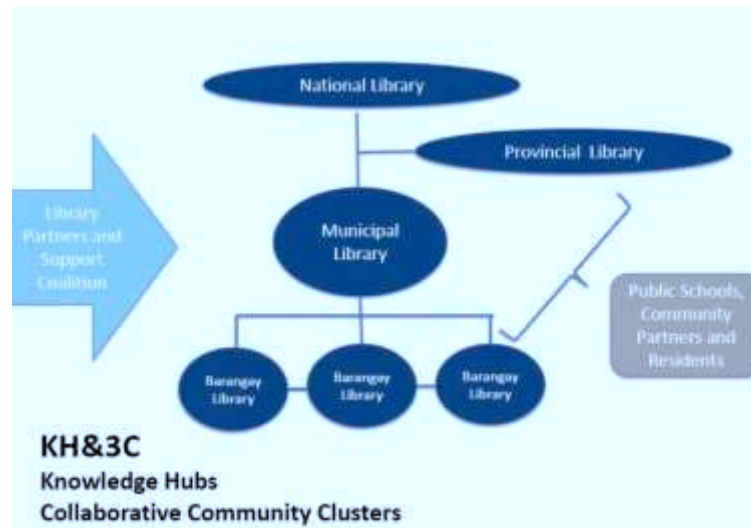 National Library
Provincial Library
Library
Partners and
Support
Coalition
Municipal
Library
Public Schools,
Community
Partners and
Residents
Barangay
Library
Barangay
Library
Barangay
Library
KH&3C
Knowledge Hubs
Collaborative Community Clusters